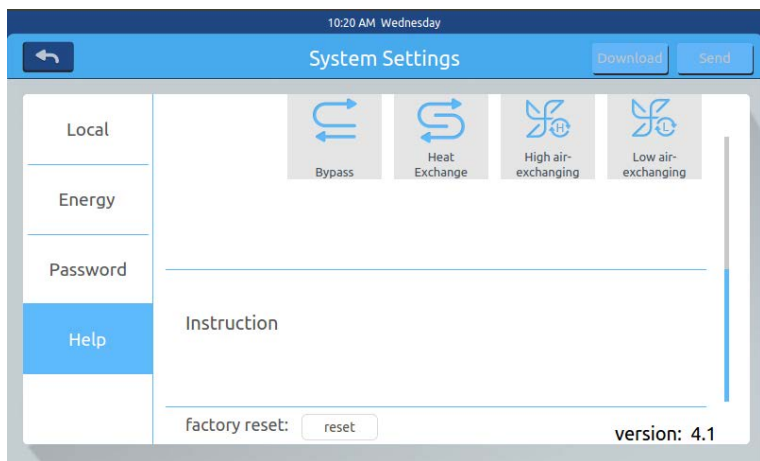 10:20 AM Wednesday
System Settings
Download
Send
Local
Energy
Password
Help
Bypass
Heat
Exchange
High air-
exchanging
Low air-
exchanging
H
L
Instruction
factory reset:
reset
version: 4.1